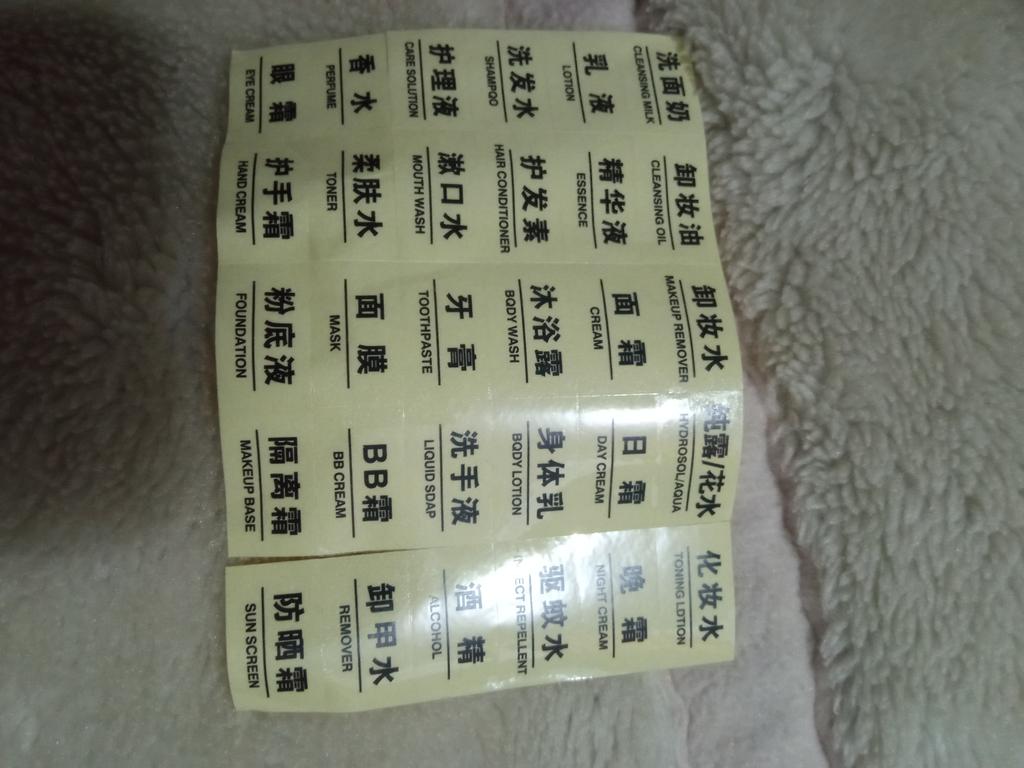 洗面奶
CLEANSING MILK
卸妆油
CLEANSING OIL
卸妆水
MAKEUP REMOVER
纯露/花水
HYDROSOL/AQUA
化妆水
TONING LDTION
乳液
LOTION
精华液
ESSENCE
面霜
CREAM
日霜
DAY CREAM
晚霜
NIGHT CREAM
洗发水
SHAMPQO
护发素
HAIR CONDITIONER
沐浴露
BQDY WASH
身体乳
BQDY LOTION
驱蚊水
REPELLENT
护理液
CARE SOLUTION
漱口水
MOUTH WASH
牙膏
TOOTHPASTE
洗手液
LIQUID SDAP
酒精
ALCOHOL
香水
PERFUME
柔肤水
TONER
面膜
MASK
BB霜
BB CREAM
卸甲水
REMOVER
眼霜
EYE CREAM
护手霜
HAND CREAM
粉底液
FOUNDATION
隔离霜
MAKEUP BASE
防晒霜
SUN SCREEN